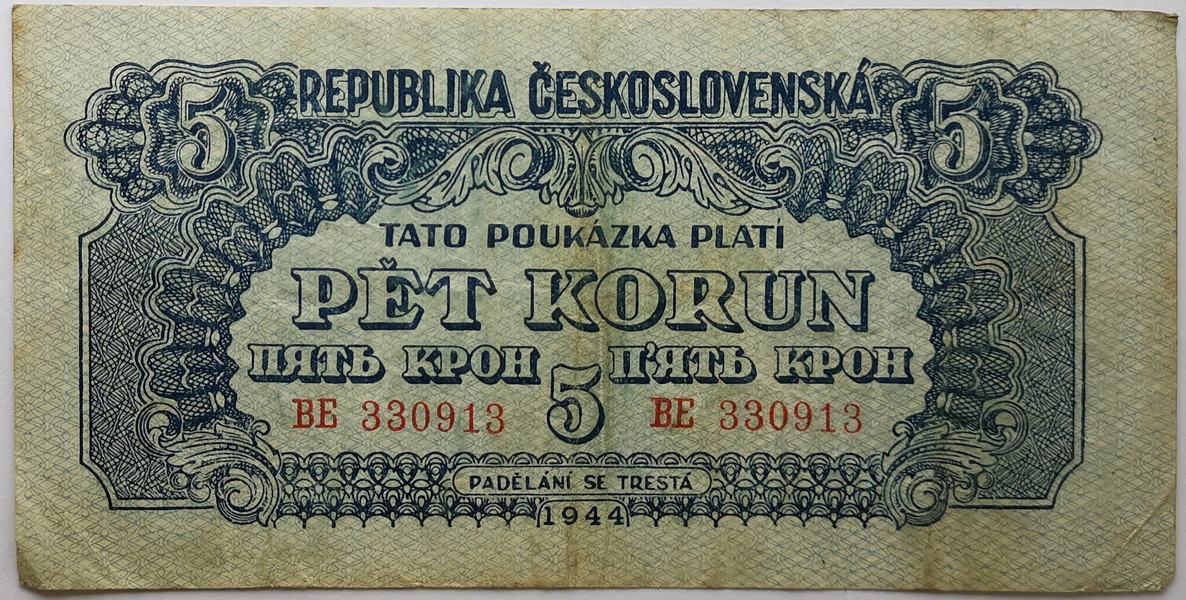 5 REPUBLIKA ČESKOSLOVENSKÁ 5
TATO POUKÁZKA PLATÍ
PĚT KORUN
ПЯТЬ КРОН П'ЯТЬ КРОН
BE 330913 5 BE 330913
PADĚLÁNÍ SE TRESTÁ
1944